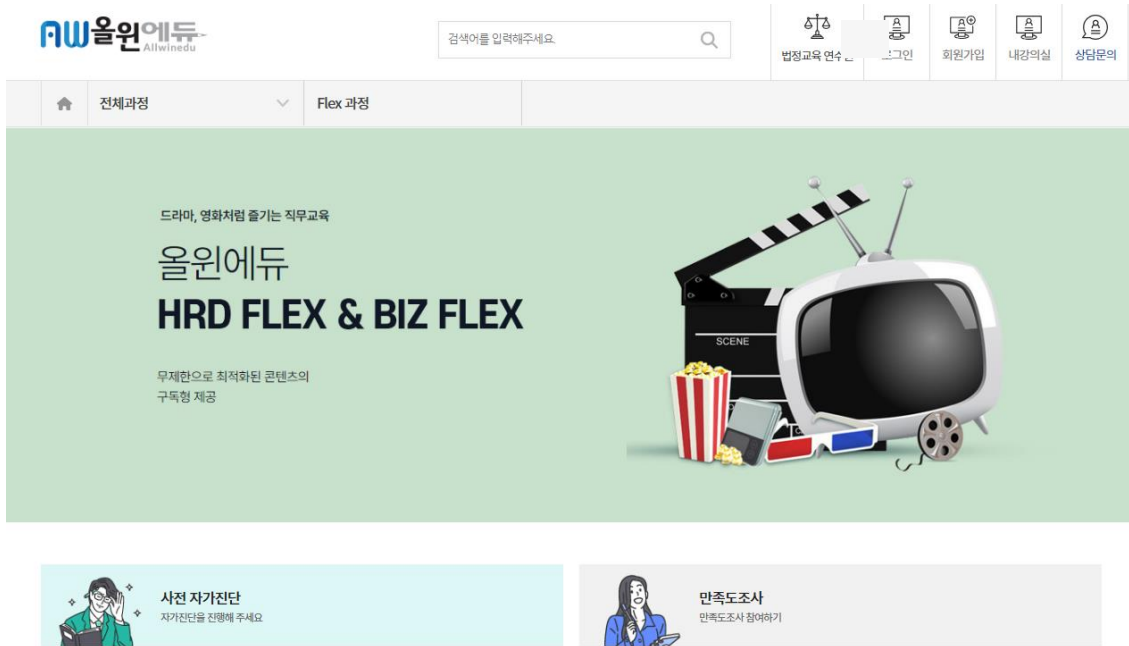 AW올윈에듀
Allwinedu
검색어를 입력해주세요.
법정교육
회원가입
내강의실
상담문의
전체과정
Flex 과정
드라마, 영화처럼 즐기는 직무교육
올윈에듀
HRD FLEX & BIZ FLEX
무제한으로 최적화된 콘텐츠의
구독형 제공
SCENE
사전 자가진단
자가진단을 진행해 주세요
만족도조사
만족도조사 참여하기